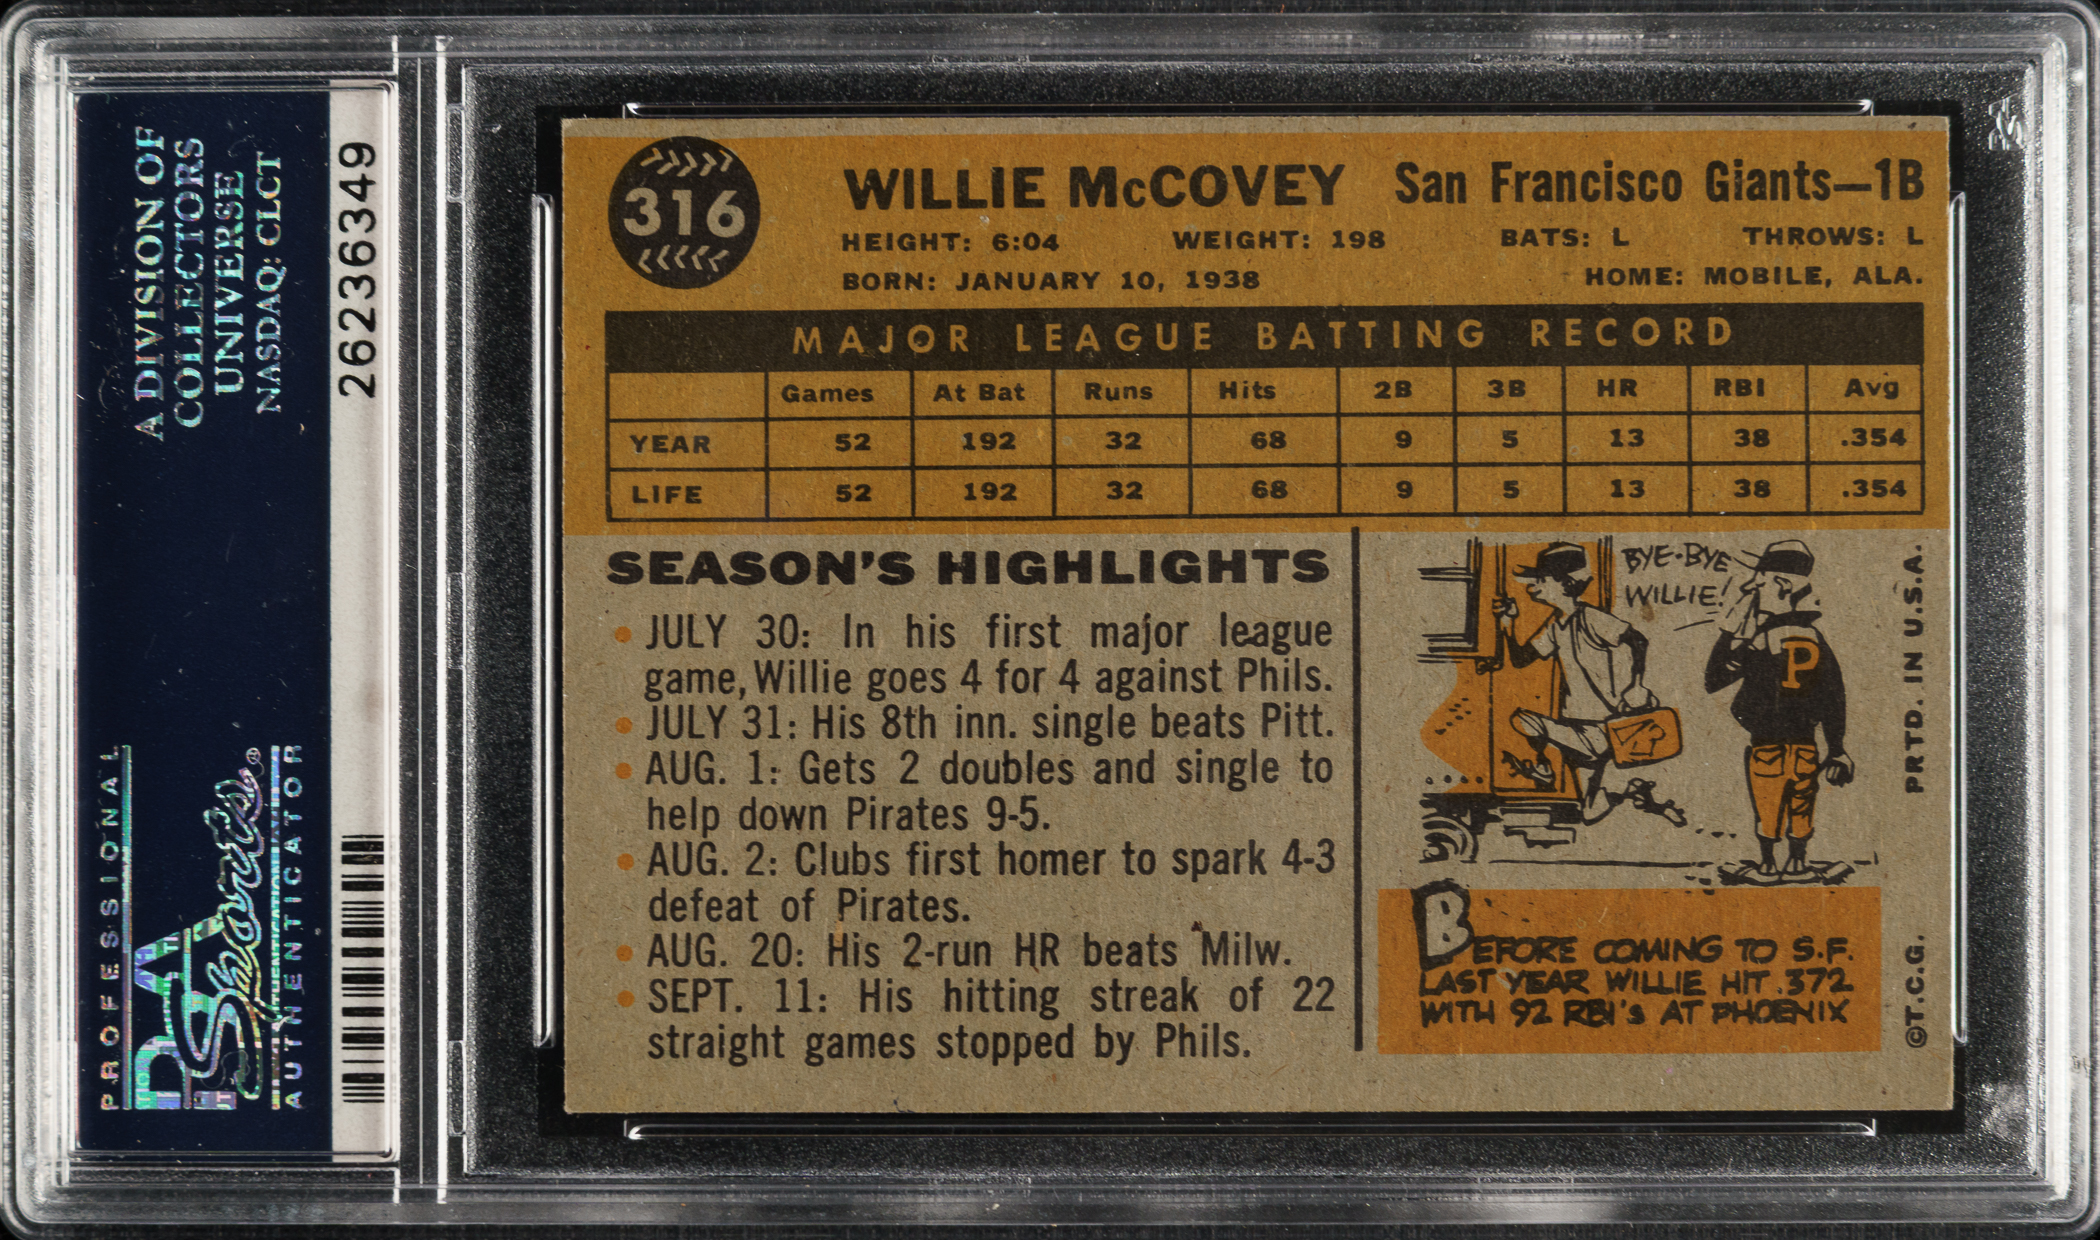 A DIVISION OF
COLLECTORS
UNIVERSE
NASDAQ: CLCT
PROFESSIONAL
PSA
Sports®
AUTHENTICATOR
26236349
316
WILLIE McCOVEY San Francisco Giants—1B
HEIGHT: 6:04 WEIGHT: 198 BATS: L THROWS: L
BORN: JANUARY 10, 1938 HOME: MOBILE, ALA.
MAJOR LEAGUE BATTING RECORD
Games At Bat Runs Hits 2B 3B HR RBI Avg
YEAR 52 192 32 68 9 5 13 38 .354
LIFE 52 192 32 68 9 5 13 38 .354
SEASON'S HIGHLIGHTS
• JULY 30: In his first major league
game, Willie goes 4 for 4 against Phils.
• JULY 31: His 8th inn. single beats Pitt.
• AUG. 1: Gets 2 doubles and single to
help down Pirates 9-5.
• AUG. 2: Clubs first homer to spark 4-3
defeat of Pirates.
• AUG. 20: His 2-run HR beats Milw.
• SEPT. 11: His hitting streak of 22
straight games stopped by Phils.
BYE-BYE
WILLIE!
P
BEFORE COMING TO S.F.
LAST YEAR WILLIE HIT .372
WITH 92 RBI'S AT PHOENIX
©T.C.G. PRTD. IN U.S.A.